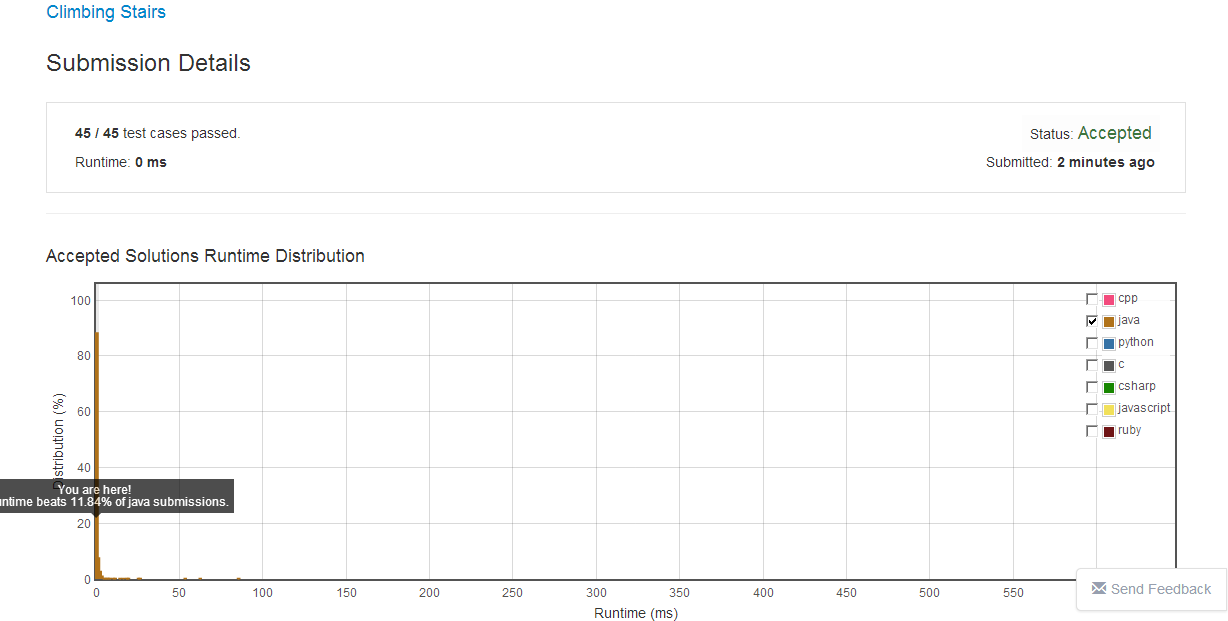 Climbing Stairs
Submission Details
45 / 45 test cases passed.
Status: Accepted
Runtime: 0 ms
Submitted: 2 minutes ago
Accepted Solutions Runtime Distribution
cpp
java
python
c
csharp
javascript
ruby
100
80
60
40
20
0
Distribution (%)
You are here!
beats 11.84% of java submissions.
0 50 100 150 200 250 300 350 400 450 500 550
Runtime (ms)
Send Feedback